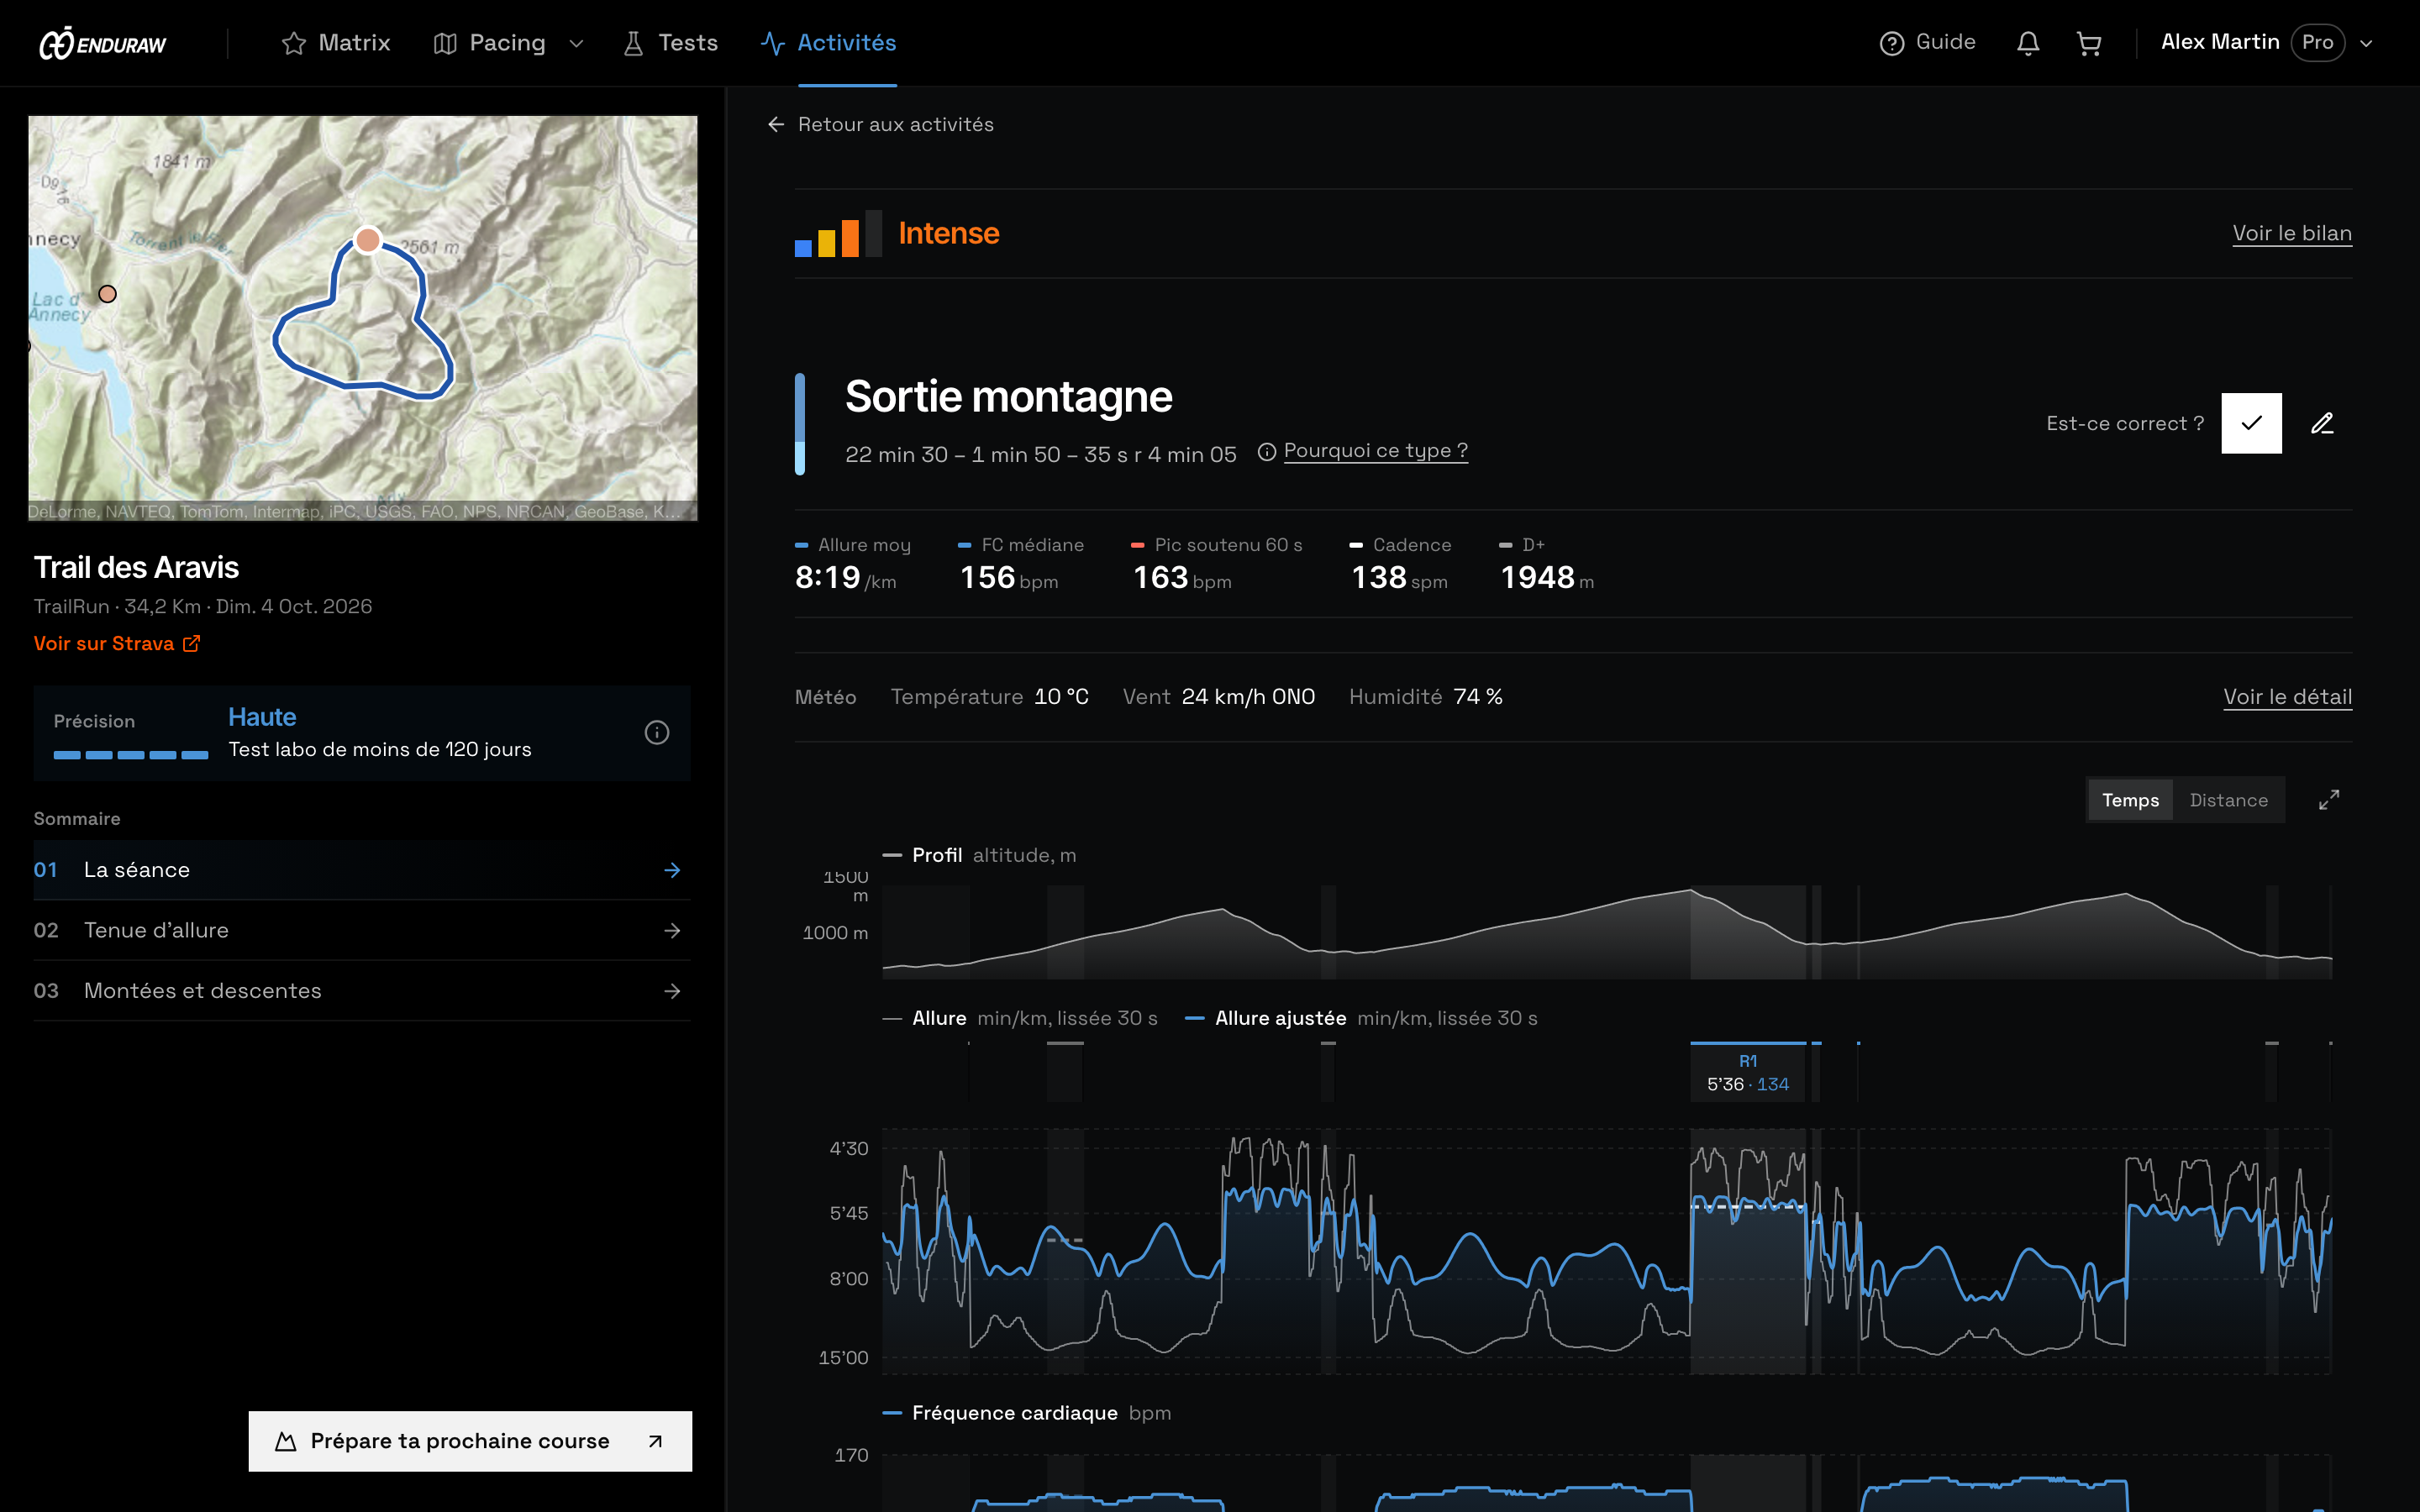 ENDURAW
Matrix
Pacing
Tests
Activités
Guide
Alex Martin
Pro
1841 m
2561 m
nnecy
Torrent le Fier
Lac d'
Annecy
DeLorme, NAVTEQ, TomTom, Intermap, iPC, USGS, FAO, NPS, NRCAN, GeoBase, K...
Trail des Aravis
TrailRun · 34,2 Km · Dim. 4 Oct. 2026
Voir sur Strava
Précision
Haute
Test labo de moins de 120 jours
Sommaire
01 La séance
02 Tenue d'allure
03 Montées et descentes
Prépare ta prochaine course
Retour aux activités
Intense
Voir le bilan
Sortie montagne
22 min 30 – 1 min 50 – 35 s r 4 min 05
Pourquoi ce type ?
Est-ce correct ?
Allure moy
8:19 /km
FC médiane
156 bpm
Pic soutenu 60 s
163 bpm
Cadence
138 spm
D+
1948 m
Météo Température 10 °C Vent 24 km/h ONO Humidité 74 %
Voir le détail
Temps Distance
Profil altitude, m
1500
m
1000 m
Allure min/km, lissée 30 s Allure ajustée min/km, lissée 30 s
R1
5'36 · 134
4'30
5'45
8'00
15'00
Fréquence cardiaque bpm
170